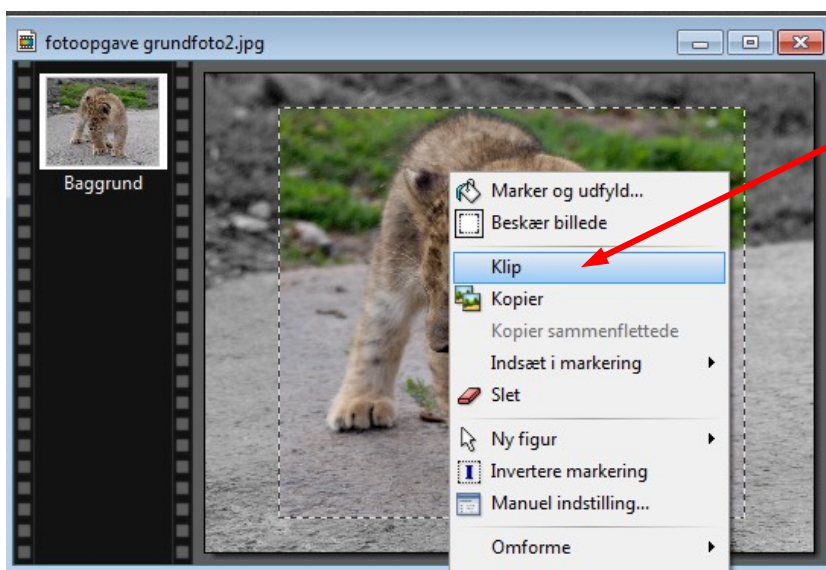 fotoopgave grundfoto2.jpg
Baggrund
Marker og udfyld...
Beskær billede
Klip
Kopier
Kopier sammenflettede
Indsæt i markering
Slet
Ny figur
Invertere markering
Manuel indstilling...
Omforme